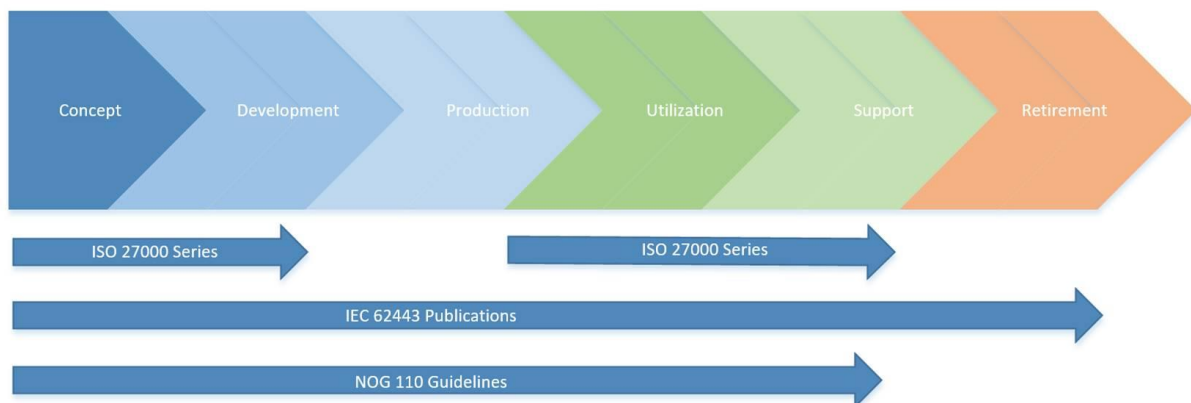 Concept
Development
Production
Utilization
Support
Retirement
ISO 27000 Series
ISO 27000 Series
IEC 62443 Publications
NOG 110 Guidelines